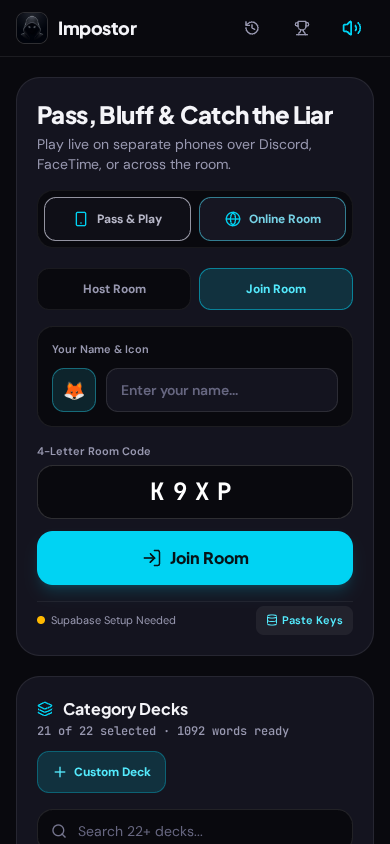 Impostor
Pass, Bluff & Catch the Liar
Play live on separate phones over Discord,
FaceTime, or across the room.
Pass & Play
Online Room
Host Room
Join Room
Your Name & Icon
Enter your name...
4-Letter Room Code
K9XP
Join Room
Supabase Setup Needed
Paste Keys
Category Decks
21 of 22 selected · 1092 words ready
Custom Deck
Search 22+ decks...